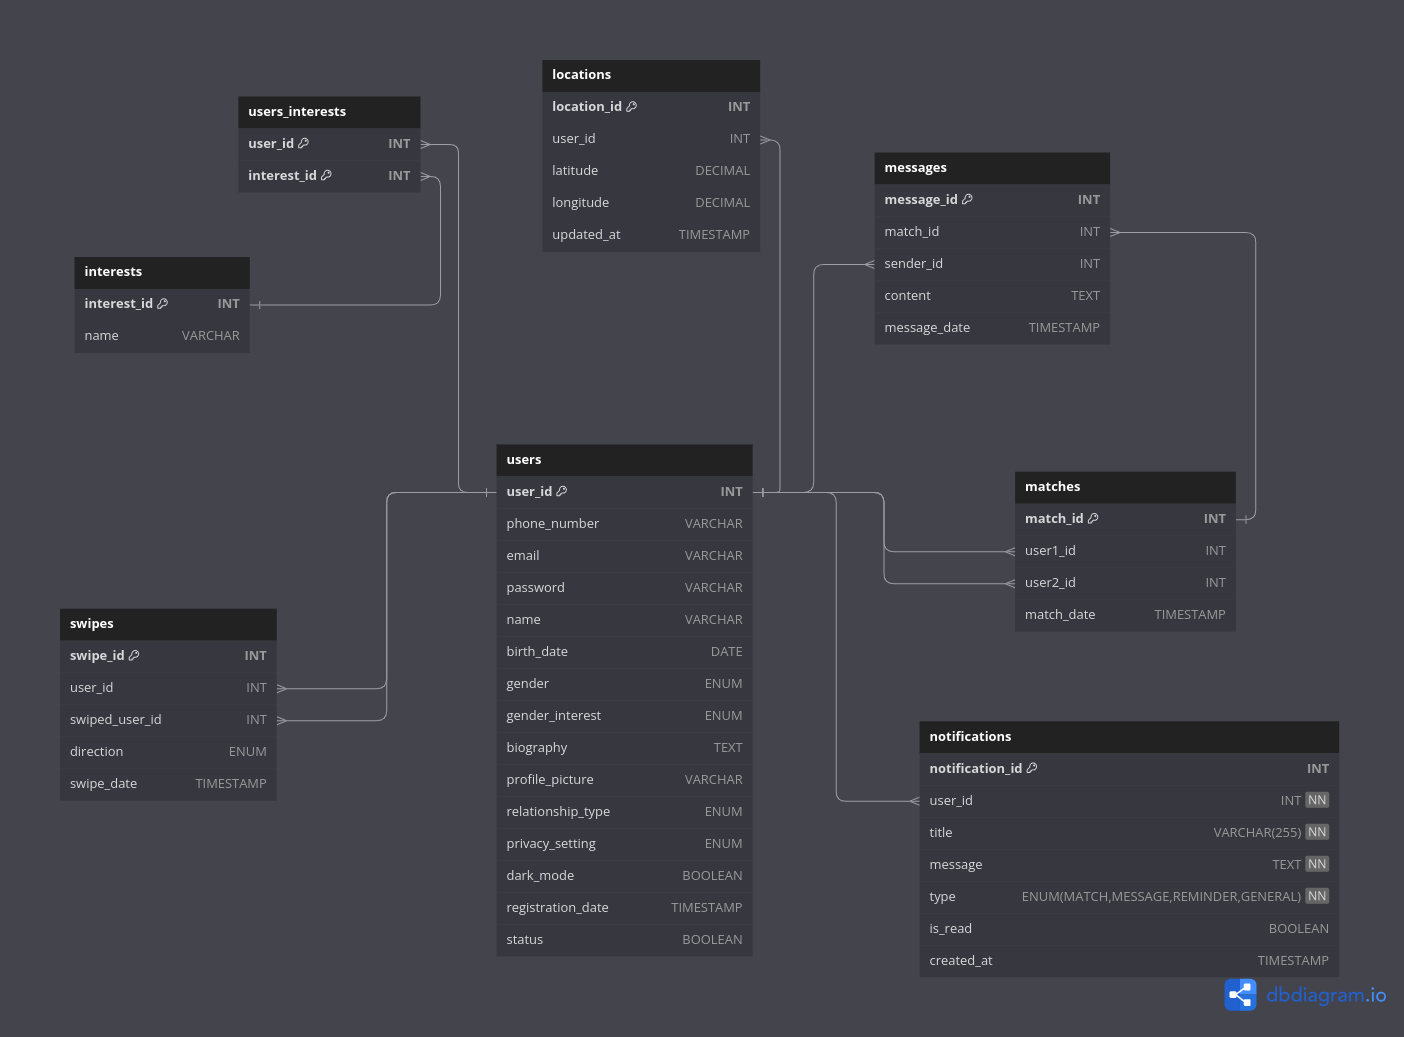 locations
location_id INT
user_id INT
latitude DECIMAL
longitude DECIMAL
updated_at TIMESTAMP
users_interests
user_id INT
interest_id INT
messages
message_id INT
match_id INT
sender_id INT
content TEXT
message_date TIMESTAMP
interests
interest_id INT
name VARCHAR
users
user_id INT
phone_number VARCHAR
email VARCHAR
password VARCHAR
name VARCHAR
birth_date DATE
gender ENUM
gender_interest ENUM
biography TEXT
profile_picture VARCHAR
relationship_type ENUM
privacy_setting ENUM
dark_mode BOOLEAN
registration_date TIMESTAMP
status BOOLEAN
matches
match_id INT
user1_id INT
user2_id INT
match_date TIMESTAMP
swipes
swipe_id INT
user_id INT
swiped_user_id INT
direction ENUM
swipe_date TIMESTAMP
notifications
notification_id INT
user_id INT NN
title VARCHAR(255) NN
message TEXT NN
type ENUM(MATCH,MESSAGE,REMINDER,GENERAL) NN
is_read BOOLEAN
created_at TIMESTAMP
dbdiagram.io